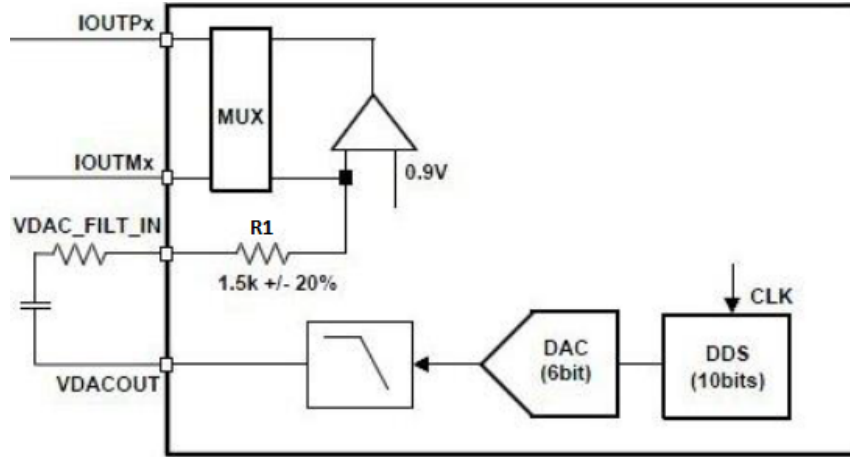 IOUTPx
MUX
IOUTMx
0.9V
VDAC_FILT_IN
R1
1.5k +/- 20%
CLK
DAC
(6bit)
DDS
(10bits)
VDACOUT